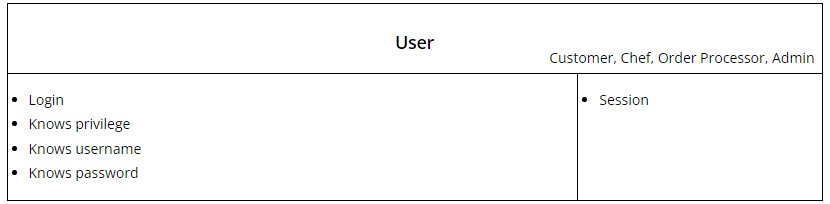 User
Customer, Chef, Order Processor, Admin
Login
Knows privilege
Knows username
Knows password
Session